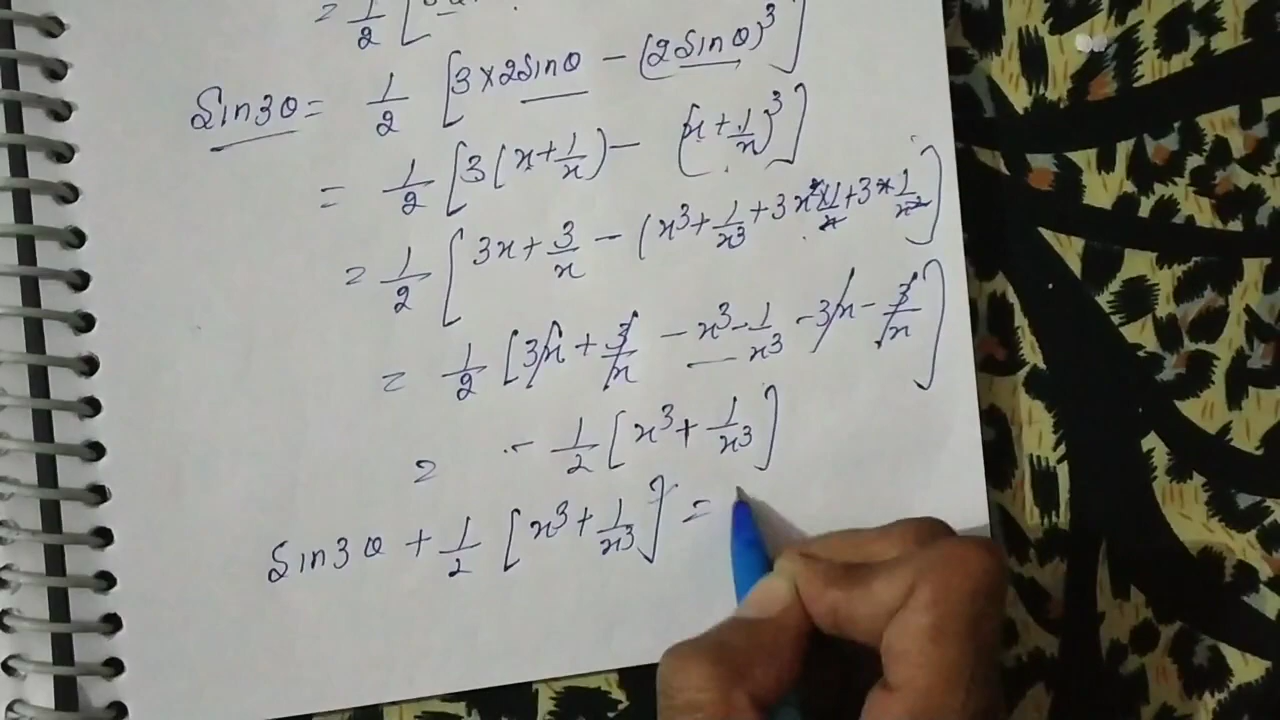 = 1/2 [
Sin3θ = 1/2 [3×2Sinθ - (2Sinθ)³]
= 1/2 [3(x+1/x) - (x+1/x)³]
= 1/2 [3x+3/x - (x³+1/x³+3x²×1/x+3x1/x²]
= 1/2 [3x+3/x -x³-1/x³-3x-3/x]
= -1/2 [x³+1/x³]
Sin3θ +1/2 [x³+1/x³] =